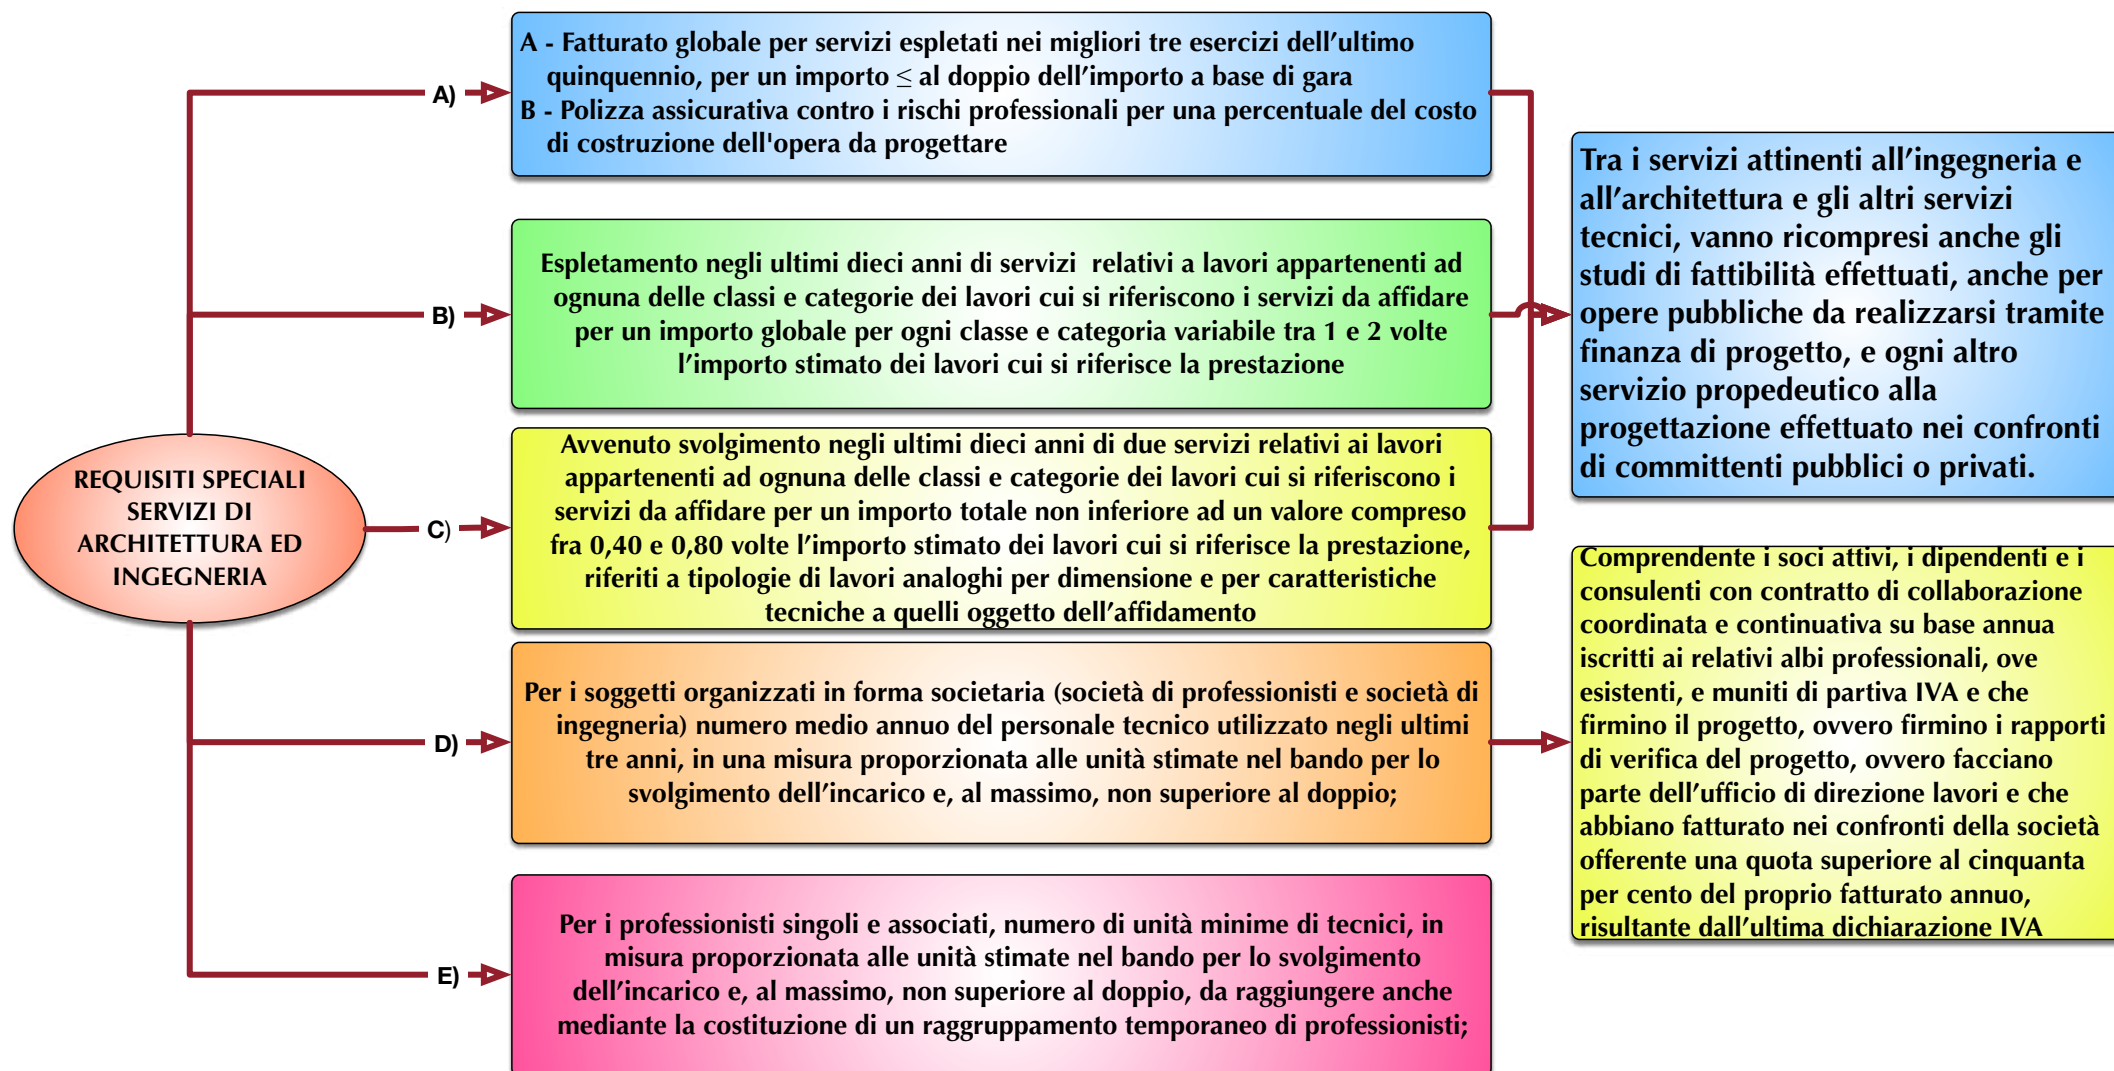 REQUISITI SPECIALI
SERVIZI DI
ARCHITETTURA ED
INGEGNERIA
A)
A - Fatturato globale per servizi espletati nei migliori tre esercizi dell’ultimo
quinquennio, per un importo ≤ al doppio dell’importo a base di gara
B - Polizza assicurativa contro i rischi professionali per una percentuale del costo
di costruzione dell'opera da progettare
B)
Espletamento negli ultimi dieci anni di servizi relativi a lavori appartenenti ad
ognuna delle classi e categorie dei lavori cui si riferiscono i servizi da affidare
per un importo globale per ogni classe e categoria variabile tra 1 e 2 volte
l’importo stimato dei lavori cui si riferisce la prestazione
C)
Avvenuto svolgimento negli ultimi dieci anni di due servizi relativi ai lavori
appartenenti ad ognuna delle classi e categorie dei lavori cui si riferiscono i
servizi da affidare per un importo totale non inferiore ad un valore compreso
fra 0,40 e 0,80 volte l’importo stimato dei lavori cui si riferisce la prestazione,
riferiti a tipologie di lavori analoghi per dimensione e per caratteristiche
tecniche a quelli oggetto dell’affidamento
D)
Per i soggetti organizzati in forma societaria (società di professionisti e società di
ingegneria) numero medio annuo del personale tecnico utilizzato negli ultimi
tre anni, in una misura proporzionata alle unità stimate nel bando per lo
svolgimento dell’incarico e, al massimo, non superiore al doppio;
E)
Per i professionisti singoli e associati, numero di unità minime di tecnici, in
misura proporzionata alle unità stimate nel bando per lo svolgimento
dell’incarico e, al massimo, non superiore al doppio, da raggiungere anche
mediante la costituzione di un raggruppamento temporaneo di professionisti;
Tra i servizi attinenti all’ingegneria e
all’architettura e gli altri servizi
tecnici, vanno ricompresi anche gli
studi di fattibilità effettuati, anche per
opere pubbliche da realizzarsi tramite
finanza di progetto, e ogni altro
servizio propedeutico alla
progettazione effettuato nei confronti
di committenti pubblici o privati.
Comprendente i soci attivi, i dipendenti e i
consulenti con contratto di collaborazione
coordinata e continuativa su base annua
iscritti ai relativi albi professionali, ove
esistenti, e muniti di partiva IVA e che
firmino il progetto, ovvero firmino i rapporti
di verifica del progetto, ovvero facciano
parte dell’ufficio di direzione lavori e che
abbiano fatturato nei confronti della società
offerente una quota superiore al cinquanta
per cento del proprio fatturato annuo,
risultante dall’ultima dichiarazione IVA